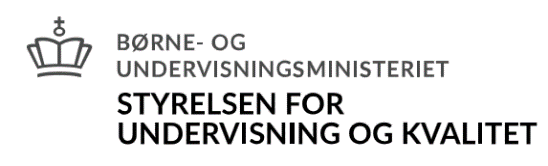 BØRNE- OG
UNDERVISNINGSMINISTERIET
STYRELSEN FOR
UNDERVISNING OG KVALITET